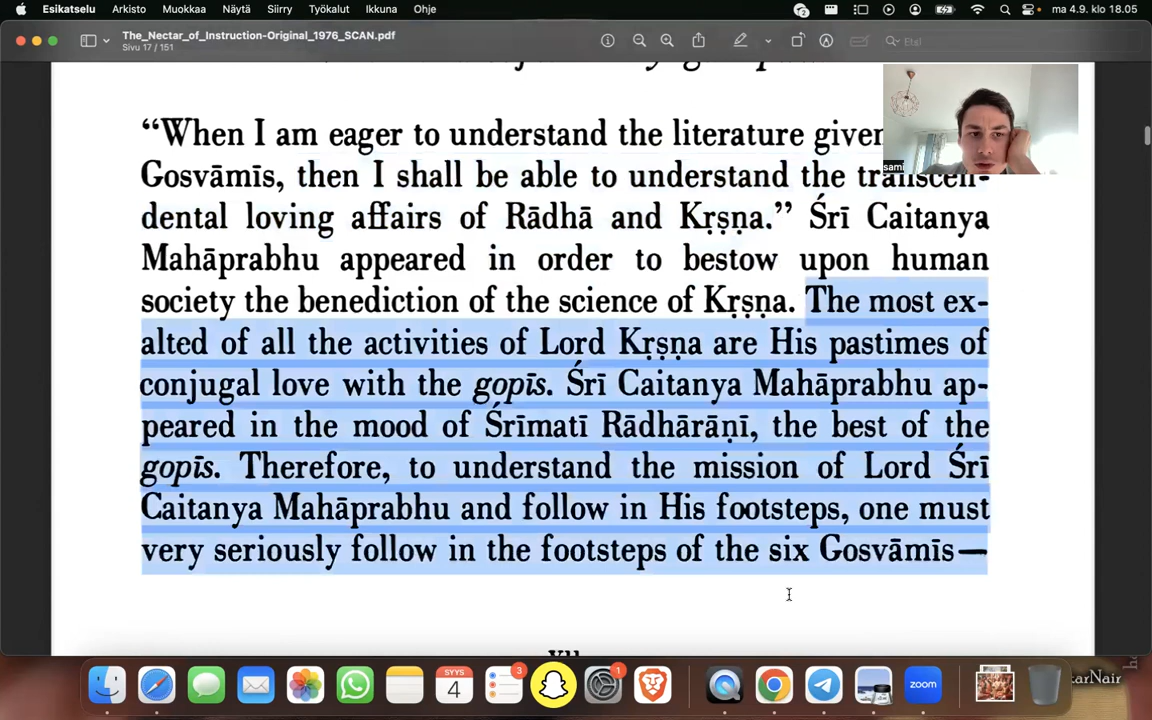 Esikatselu Arkisto Muokkaa Näytä Siirry Työkalut Ikkuna Ohje ma 4.9. klo 18.05
The_Nectar_of_Instruction-Original_1976_SCAN.pdf
Sivu 17 / 151
Etsi
sami
“When I am eager to understand the literature given
Gosvāmīs, then I shall be able to understand the transcen-
dental loving affairs of Rādhā and Kṛṣṇa.” Śrī Caitanya
Mahāprabhu appeared in order to bestow upon human
society the benediction of the science of Kṛṣṇa. The most ex-
alted of all the activities of Lord Kṛṣṇa are His pastimes of
conjugal love with the gopīs. Śrī Caitanya Mahāprabhu ap-
peared in the mood of Śrīmatī Rādhārāṇī, the best of the
gopīs. Therefore, to understand the mission of Lord Śrī
Caitanya Mahāprabhu and follow in His footsteps, one must
very seriously follow in the footsteps of the six Gosvāmīs—
SYYS
4
3
1
zoom
tarNair